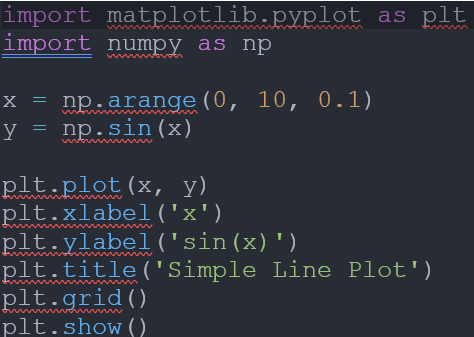 import matplotlib.pyplot as plt
import numpy as np
x = np.arange(0, 10, 0.1)
y = np.sin(x)
plt.plot(x, y)
plt.xlabel('x')
plt.ylabel('sin(x)')
plt.title('Simple Line Plot')
plt.grid()
plt.show()